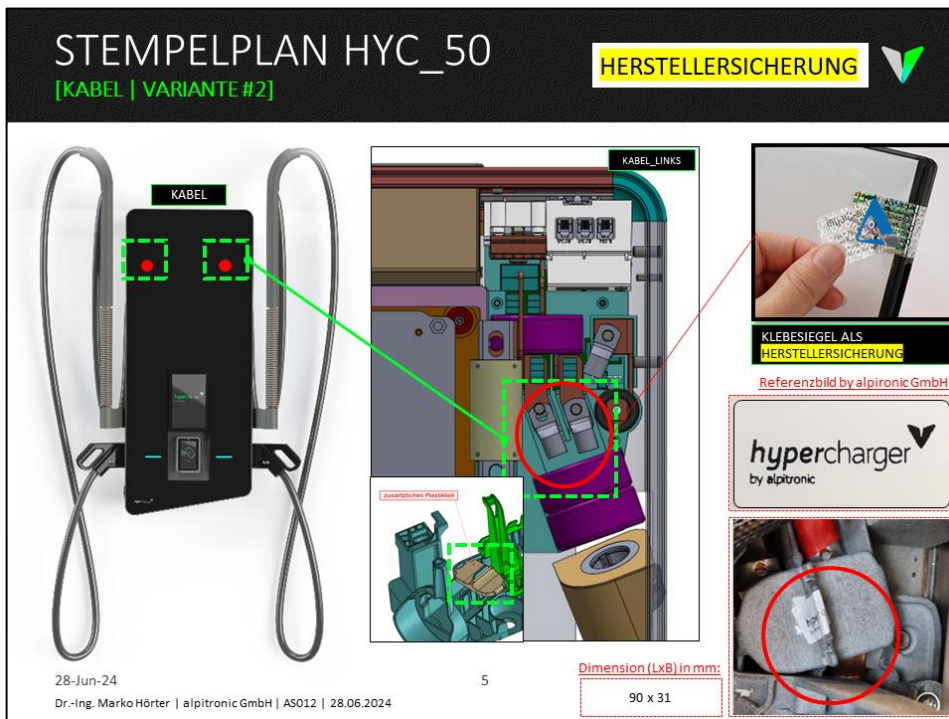 STEMPELPLAN HYC_50
[KABEL | VARIANTE #2]
HERSTELLERSICHERUNG
KABEL
KABEL_LINKS
KLEBESIEGEL ALS
HERSTELLERSICHERUNG
Referenzbild by alpironic GmbH
hypercharger
by alpitronic
zusärtzliches Plastikteil
28-Jun-24
5
Dr.-Ing. Marko Hörter | alpitronic GmbH | AS012 | 28.06.2024
Dimension (LxB) in mm:
90 x 31